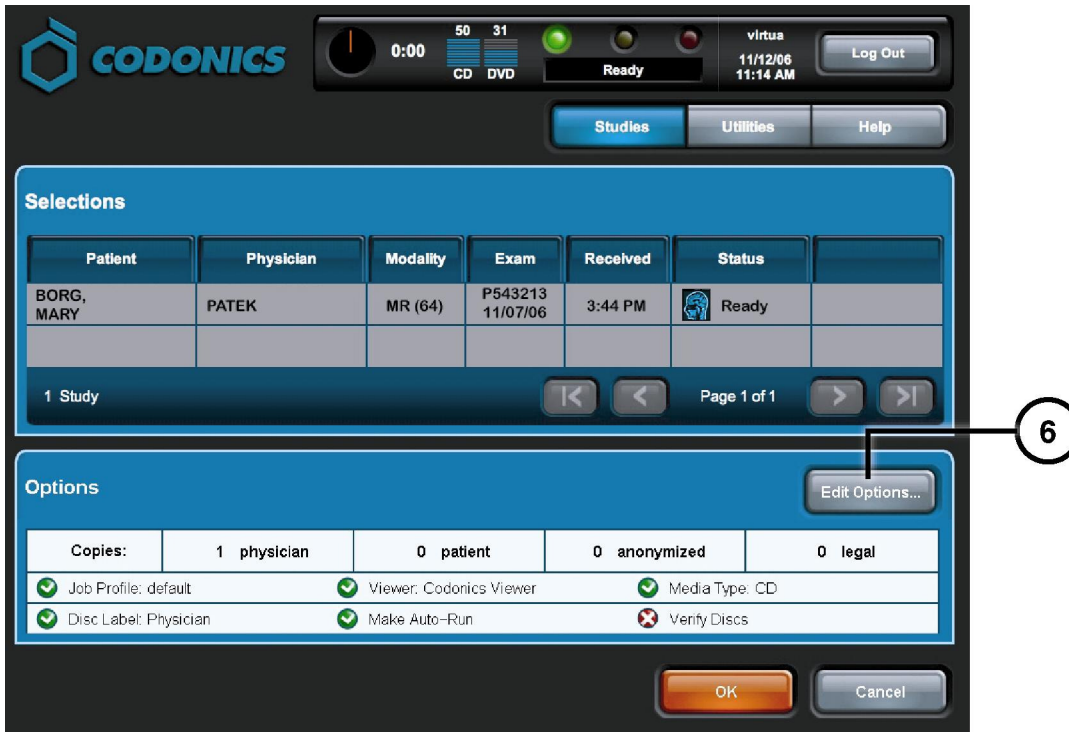 CODONICS
0:00
50 31
CD DVD
Ready
virtua
11/12/06
11:14 AM
Log Out
Studies Utilities Help
Selections
Patient Physician Modality Exam Received Status
BORG,
MARY
PATEK MR (64)
P543213
11/07/06
3:44 PM Ready
1 Study
Page 1 of 1
6
Options
Edit Options...
Copies: 1 physician 0 patient 0 anonymized 0 legal
Job Profile: default Viewer: Codonics Viewer Media Type: CD
Disc Label: Physician Make Auto-Run Verify Discs
OK Cancel